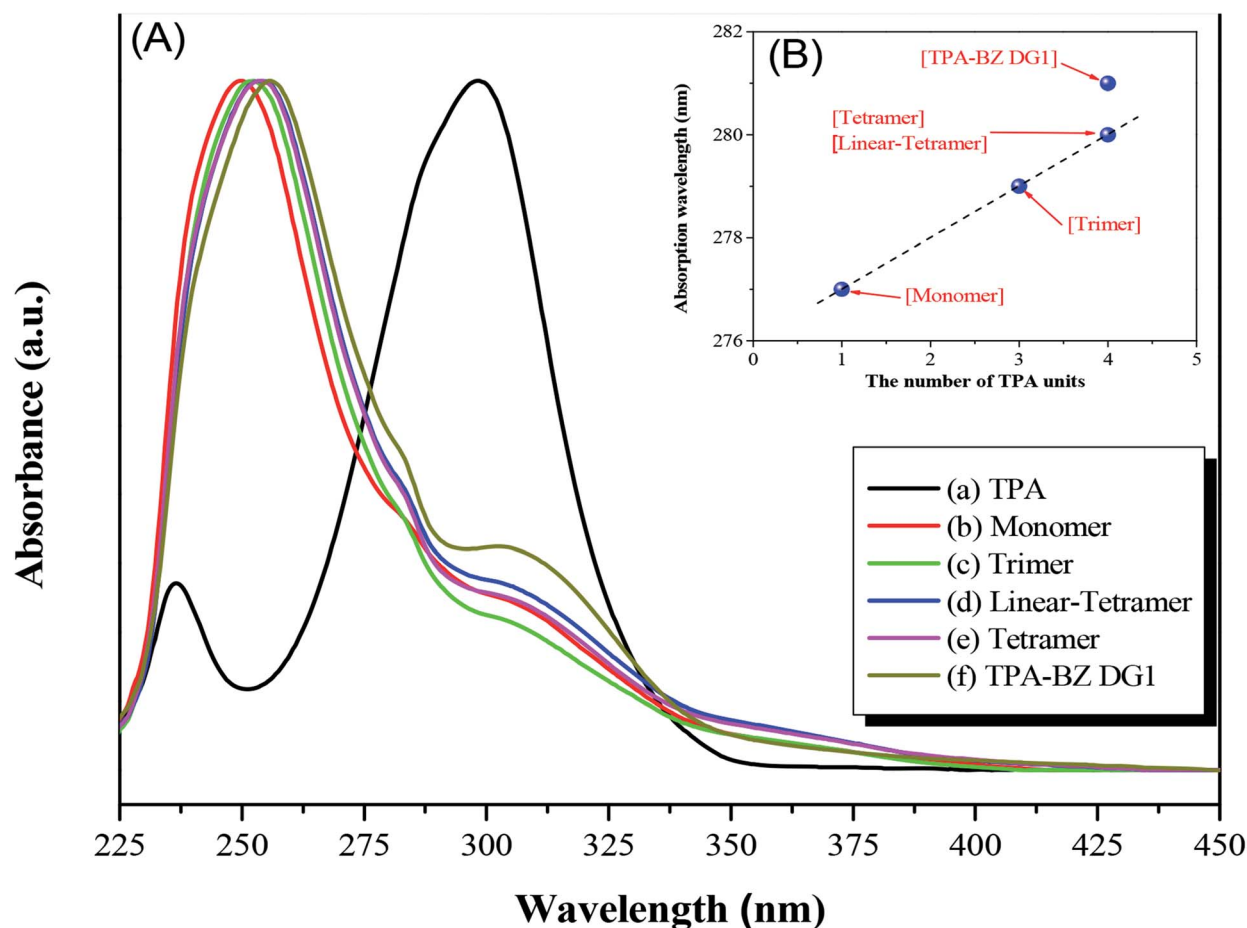 (A)
Absorbance (a.u.)
225 250 275 300 325 350 375 400 425 450
Wavelength (nm)
(B)
Absorption wavelength (nm)
282
280
278
276
[TPA-BZ DG1]
[Tetramer]
[Linear-Tetramer]
[Trimer]
[Monomer]
0 1 2 3 4 5
The number of TPA units
(a) TPA
(b) Monomer
(c) Trimer
(d) Linear-Tetramer
(e) Tetramer
(f) TPA-BZ DG1